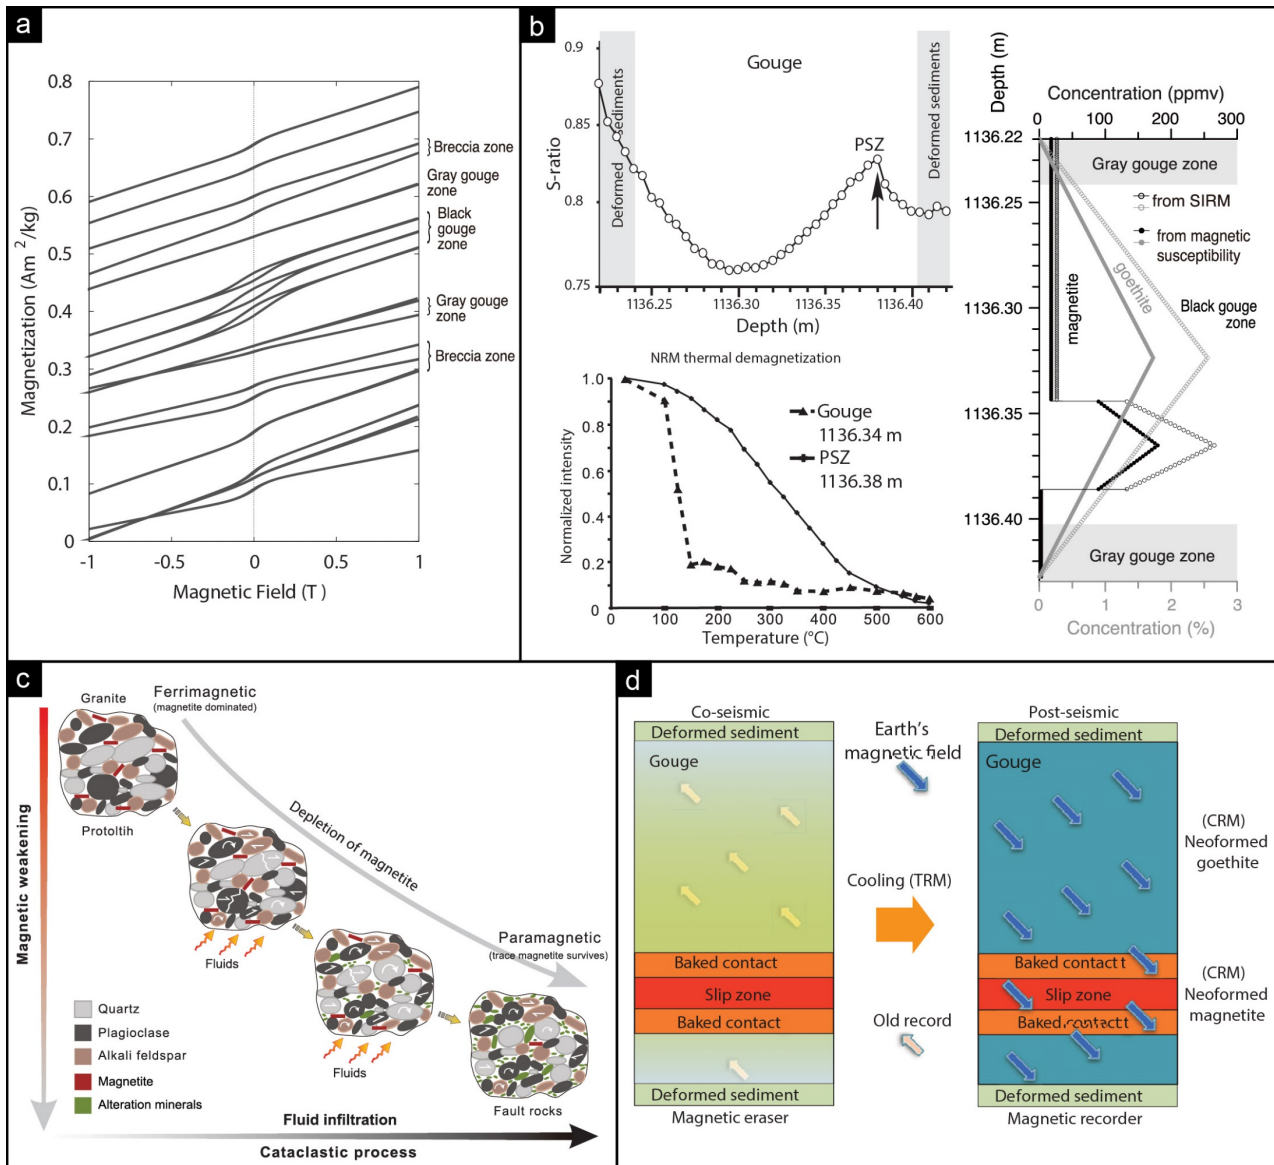 a
0.8
0.7
0.6
0.5
0.4
0.3
0.2
0.1
0
Magnetization (Am²/kg)
-1
-0.5
0
0.5
1
Magnetic Field (T )
Breccia zone
Gray gouge
zone
Black
gouge
zone
Gray gouge
zone
Breccia zone
b
0.9
0.85
0.8
0.75
S-ratio
Deformed sediments
Gouge
PSZ
Deformed sediments
1136.25
1136.30
1136.35
1136.40
Depth (m)
NRM thermal demagnetization
1.0
0.8
0.6
0.4
0.2
0
Normalized intensity
Gouge
1136.34 m
PSZ
1136.38 m
100
200
300
400
500
600
Temperature (°C)
Depth (m)
Concentration (ppmv)
0
100
200
300
1136.22
1136.25
1136.30
1136.35
1136.40
Gray gouge zone
from SIRM
from magnetic
susceptibility
goethite
magnetite
Black gouge
zone
Gray gouge zone
0
1
2
3
Concentration (%)
c
Magnetic weakening
Granite
Protoltih
Ferrimagnetic
(magnetite dominated)
Depletion of magnetite
Fluids
Fluids
Paramagnetic
(trace magnetite survives)
Quartz
Plagioclase
Alkali feldspar
Magnetite
Alteration minerals
Fault rocks
Fluid infiltration
Cataclastic process
d
Co-seismic
Deformed sediment
Gouge
Baked contact
Slip zone
Baked contact
Deformed sediment
Magnetic eraser
Earth's
magnetic field
Cooling (TRM)
Old record
Post-seismic
Deformed sediment
Gouge
Baked contact t
Slip zone
Baked contact t
Deformed sediment
Magnetic recorder
(CRM)
Neoformed
goethite
(CRM)
Neoformed
magnetite